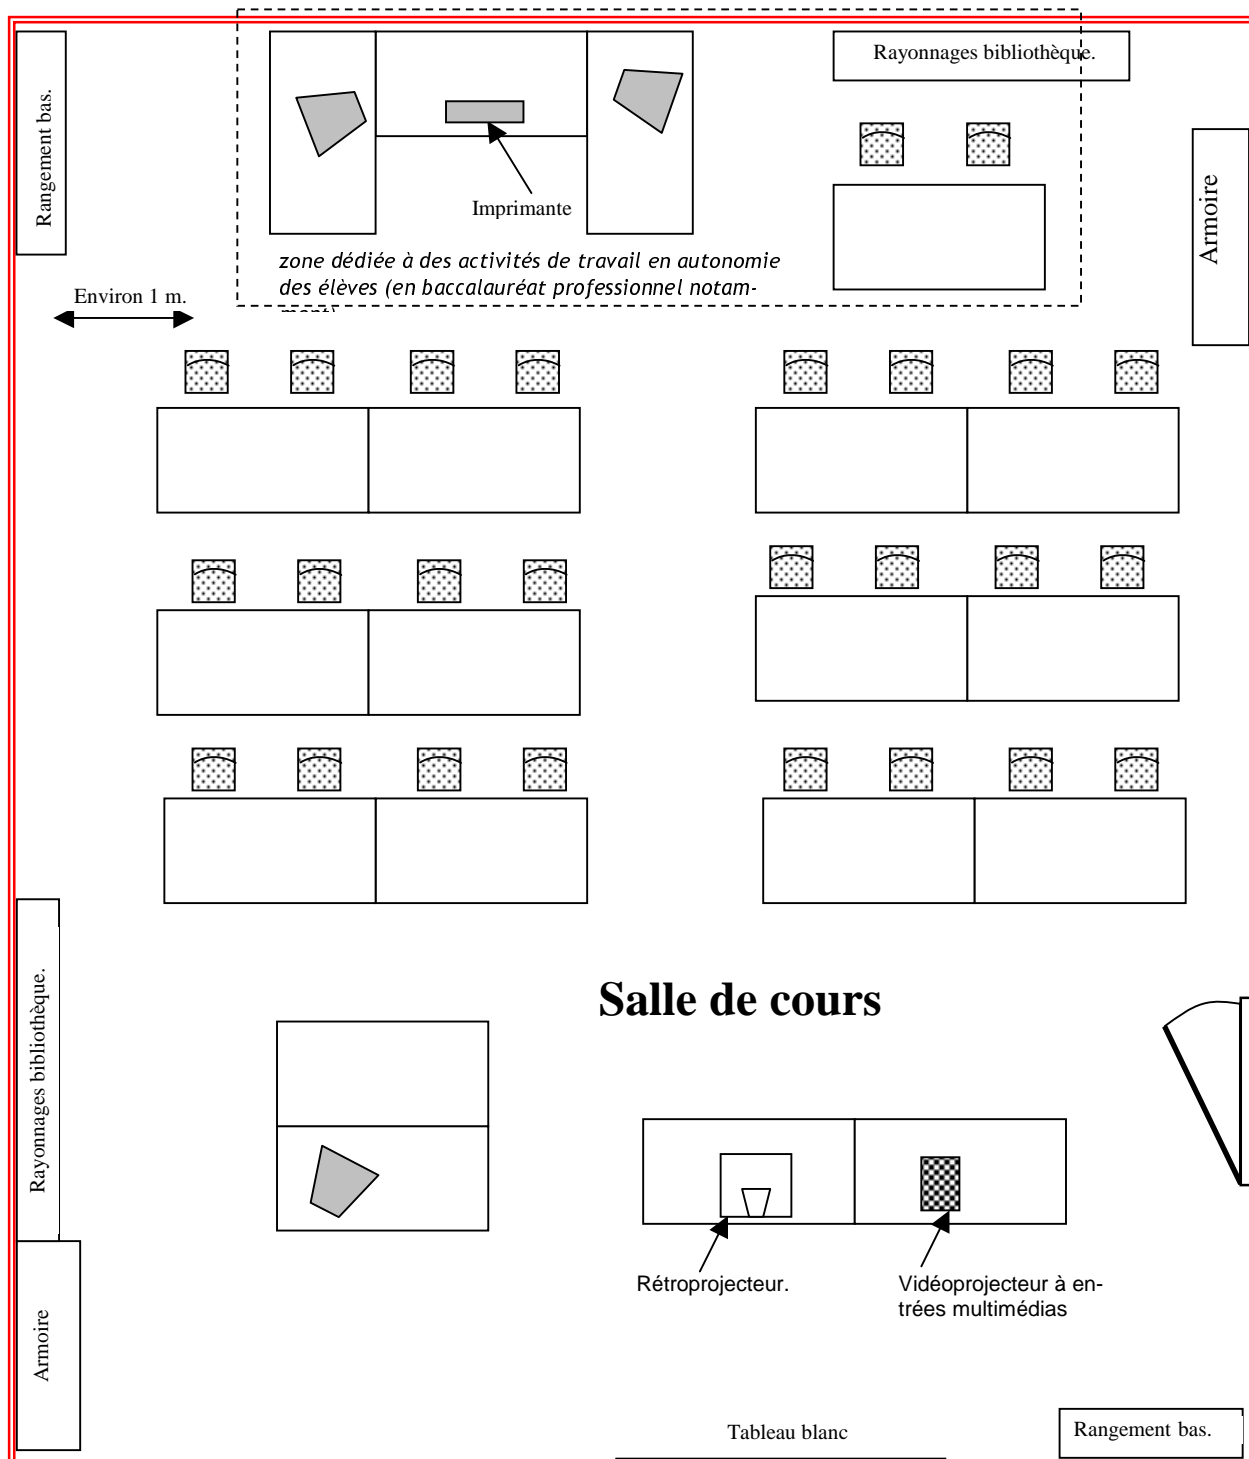 Rayonnages bibliothèque.
Rangement bas.
Armoire
Imprimante
zone dédiée à des activités de travail en autonomie
des élèves (en baccalauréat professionnel notam-
ment)
Environ 1 m.
Salle de cours
Rayonnages bibliothèque.
Rétroprojecteur.
Vidéoprojecteur à en-
trées multimédias
Armoire
Tableau blanc
Rangement bas.